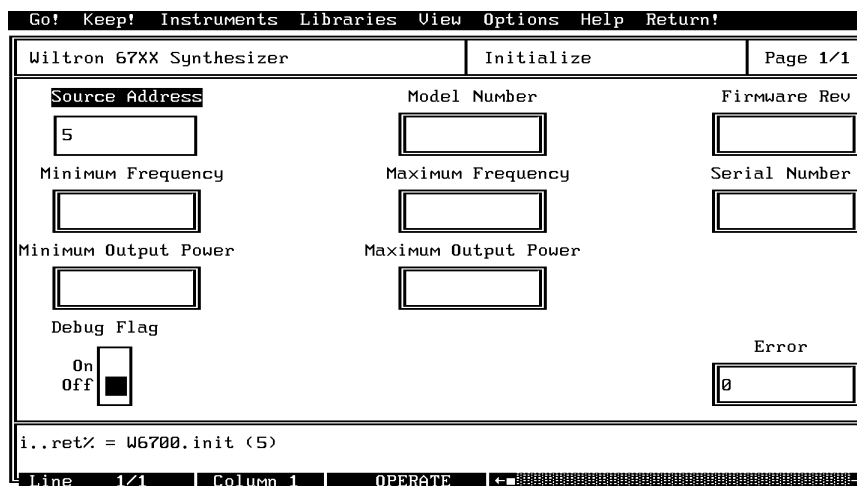 Go! Keep! Instruments Libraries View Options Help Return!
Wiltron 67XX Synthesizer Initialize Page 1/1
Source Address Model Number Firmware Rev
5
Minimum Frequency Maximum Frequency Serial Number
Minimum Output Power Maximum Output Power
Debug Flag
Error
On
Off 0
i..ret% = W6700.init (5)
Line 1/1 Column 1 OPERATE